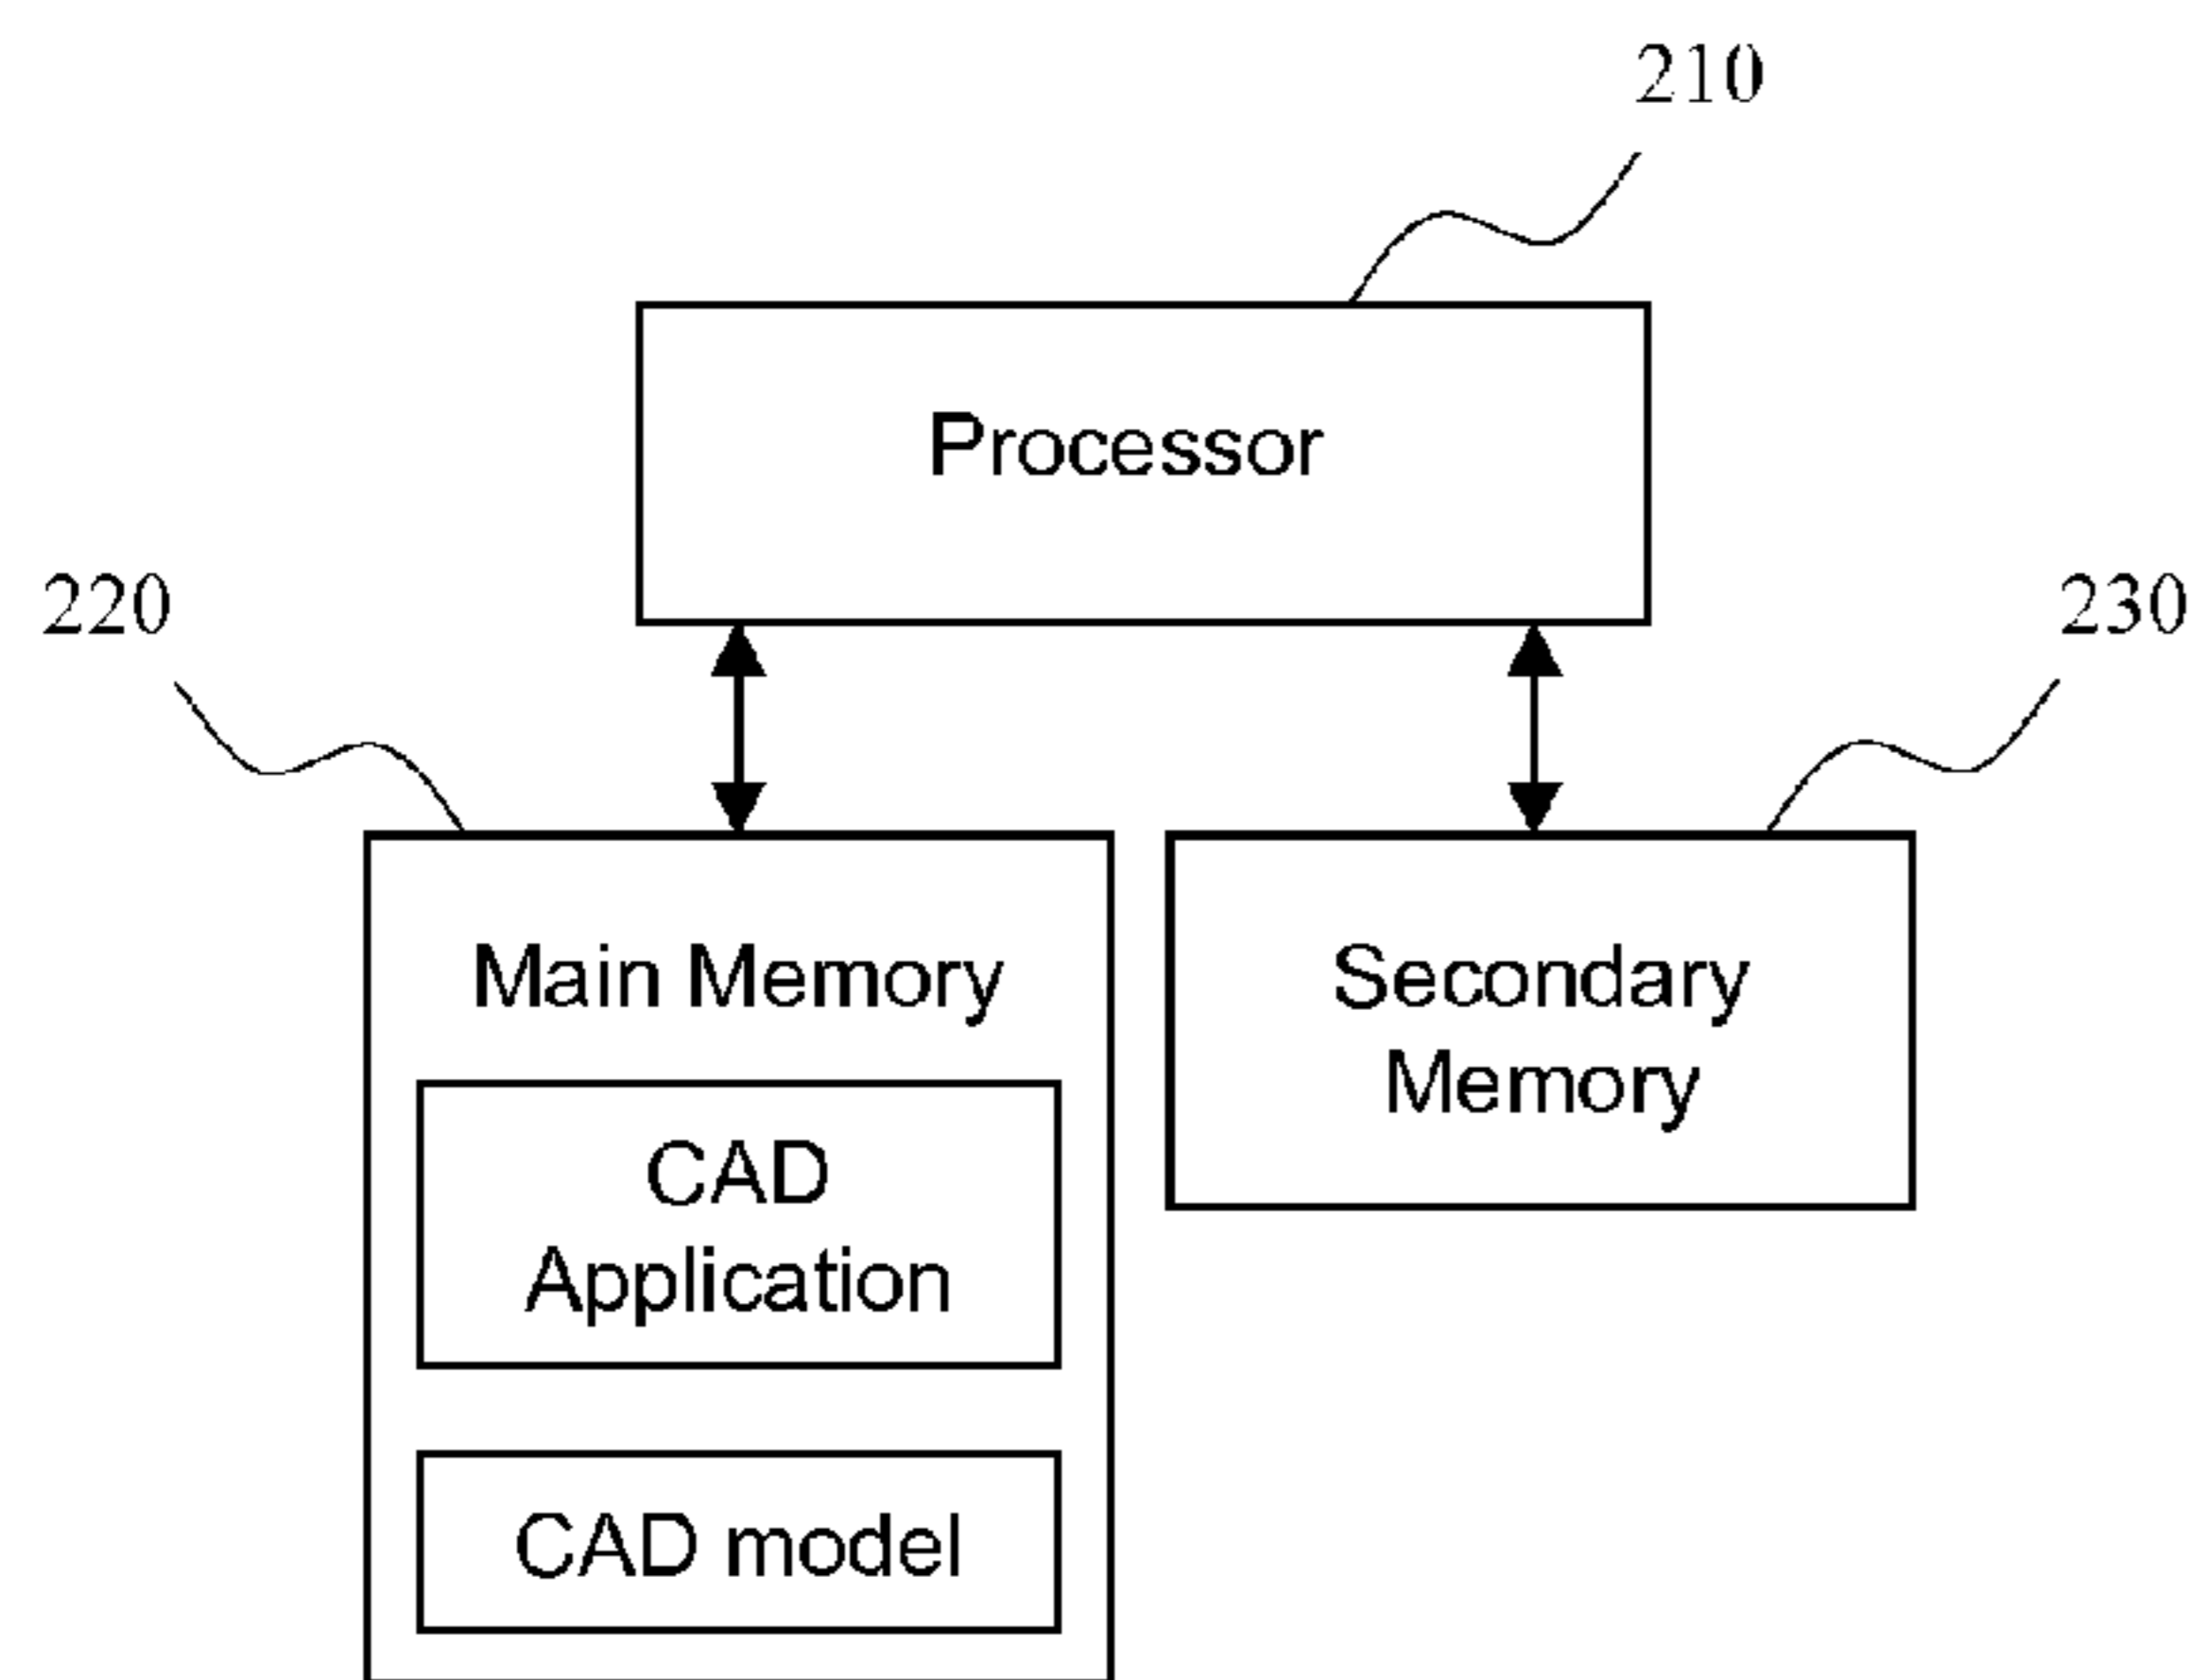 210
Processor
220
230
Main Memory
Secondary
Memory
CAD
Application
CAD model